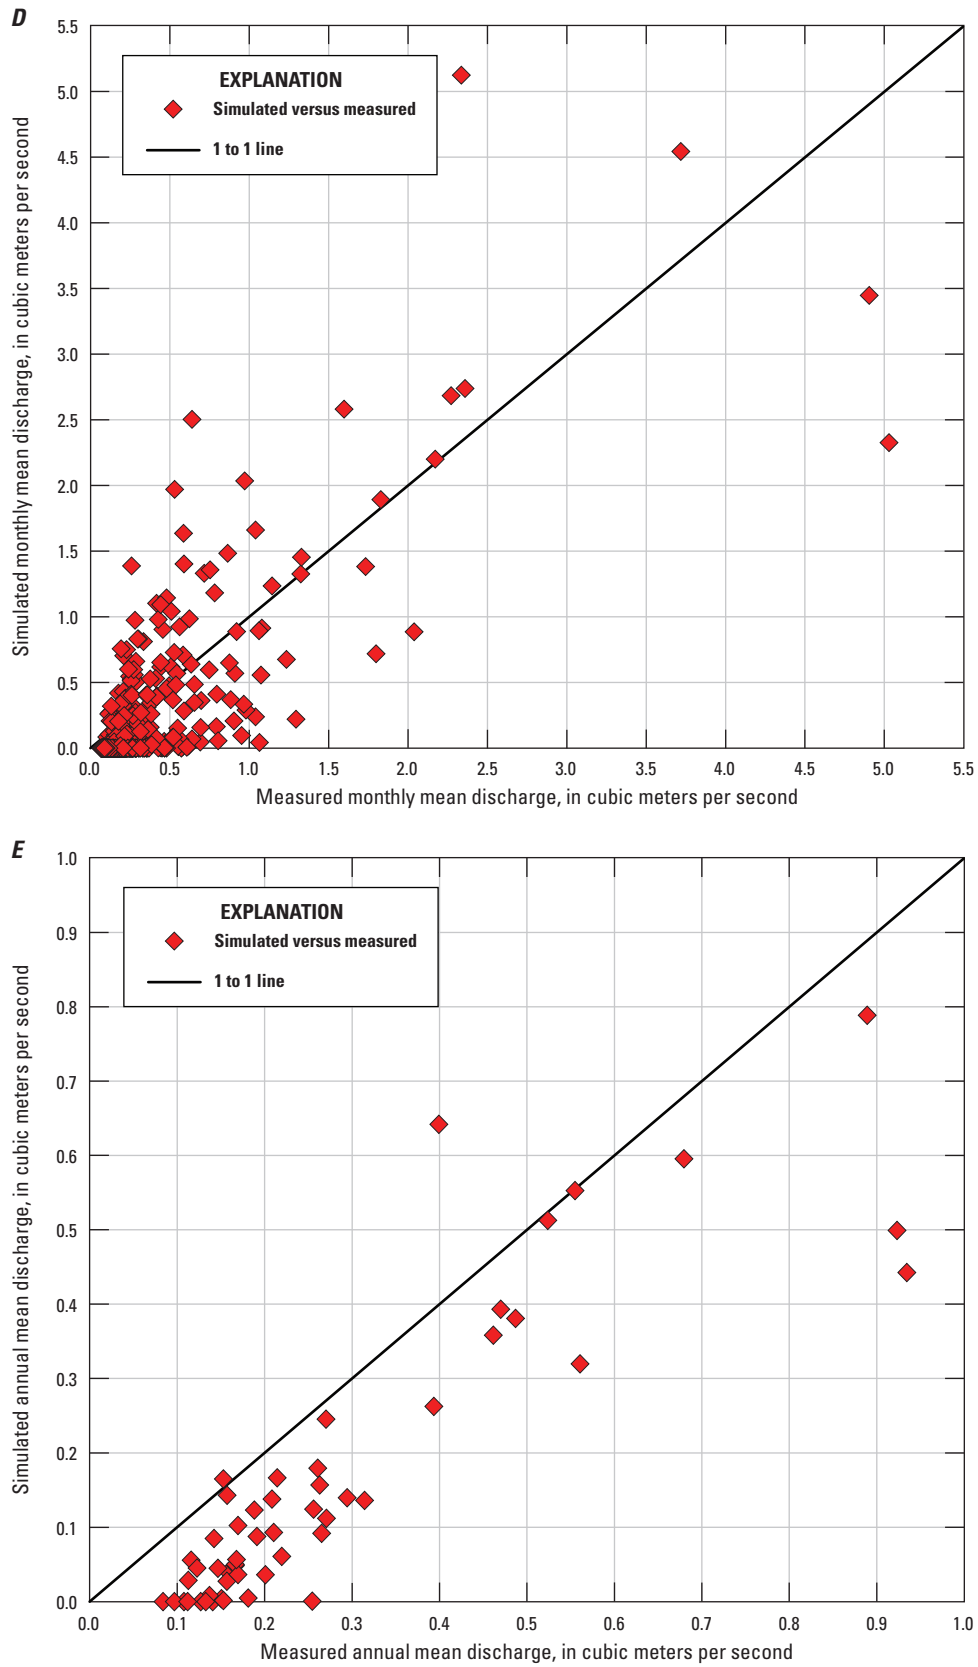 D
5.5
5.0
4.5
4.0
3.5
3.0
2.5
2.0
1.5
1.0
0.5
0.0
Simulated monthly mean discharge, in cubic meters per second
EXPLANATION
Simulated versus measured
1 to 1 line
0.0 0.5 1.0 1.5 2.0 2.5 3.0 3.5 4.0 4.5 5.0 5.5
Measured monthly mean discharge, in cubic meters per second
E
1.0
0.9
0.8
0.7
0.6
0.5
0.4
0.3
0.2
0.1
0.0
Simulated annual mean discharge, in cubic meters per second
EXPLANATION
Simulated versus measured
1 to 1 line
0.0 0.1 0.2 0.3 0.4 0.5 0.6 0.7 0.8 0.9 1.0
Measured annual mean discharge, in cubic meters per second